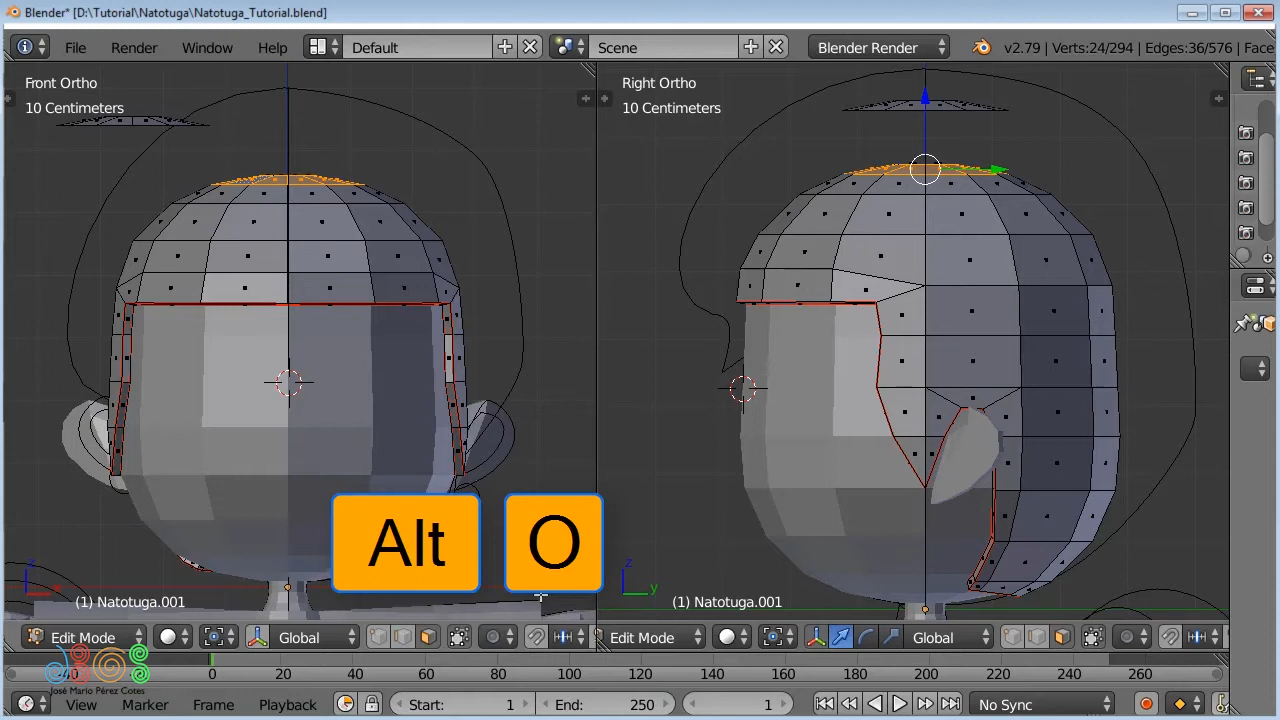 Blender* [D:\Tutorial\Natotuga\Natotuga_Tutorial.blend]
File Render Window Help Default Scene Blender Render v2.79 | Verts:24/294 | Edges:36/576 | Face
Front Ortho
10 Centimeters
Right Ortho
10 Centimeters
Alt O
z
(1) Natotuga.001
z
y
(1) Natotuga.001
Edit Mode Global Edit Mode Global
-40 0 20 40 60 80 100 120 140 160 180 200 220 240 260
José Mario Pérez Cotes
View Marker Frame Playback Start: 1 End: 250 1 No Sync